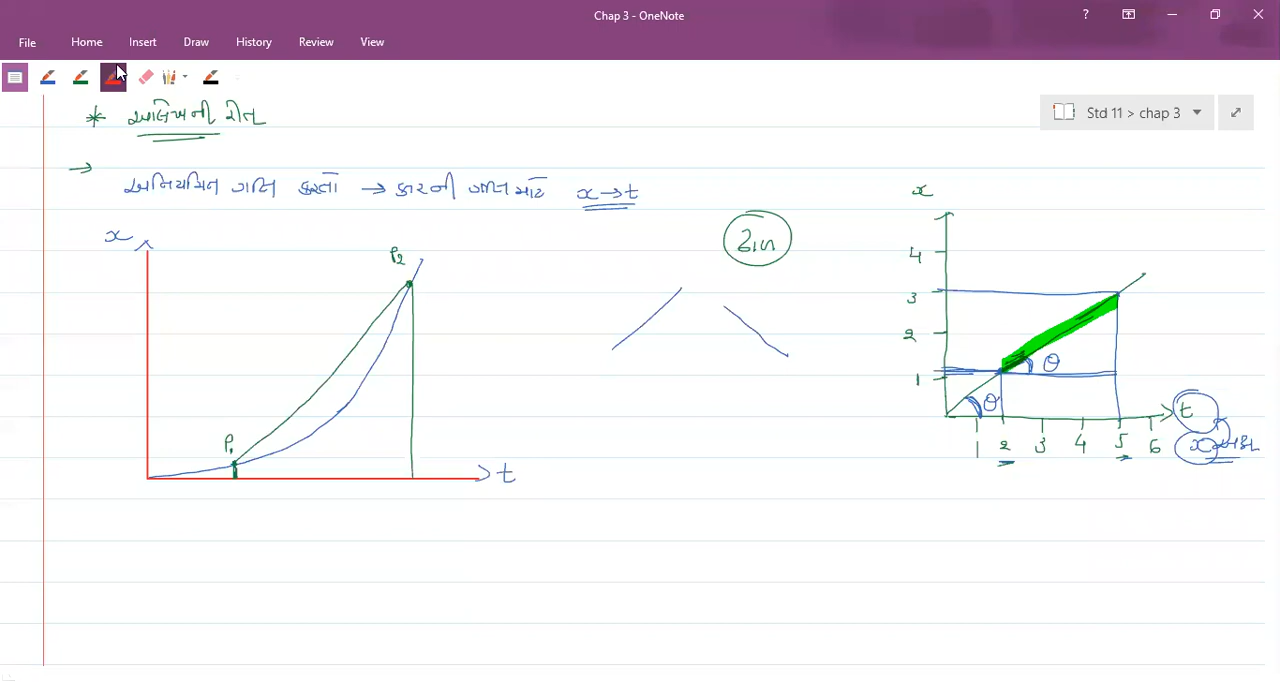 Chap 3 - OneNote
File Home Insert Draw History Review View
Std 11 > chap 3
* આલેખની રીત
→ અનિયમિત ગતિ કરતાં → કારની ગતિ માટે x → t
x
P₂
P₁
t
ઢાળ
x
4
3
2
1
θ
θ
t
1 2 3 4 5 6
x અક્ષ